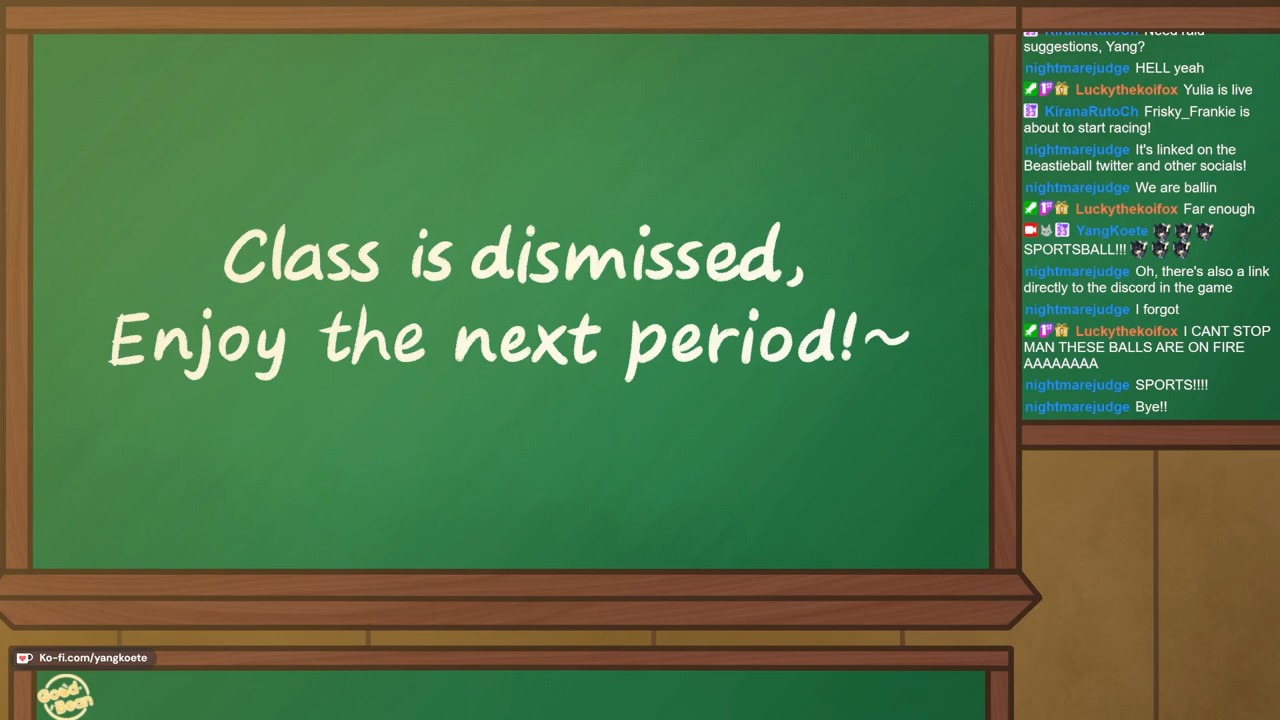 Class is dismissed,
Enjoy the next period!~
suggestions, Yang?
nightmarejudge HELL yeah
Luckythekoifox Yulia is live
KiranaRutoCh Frisky_Frankie is
about to start racing!
nightmarejudge It's linked on the
Beastieball twitter and other socials!
nightmarejudge We are ballin
Luckythekoifox Far enough
YangKoete
SPORTSBALL!!!
nightmarejudge Oh, there's also a link
directly to the discord in the game
nightmarejudge I forgot
Luckythekoifox I CANT STOP
MAN THESE BALLS ARE ON FIRE
AAAAAAAA
nightmarejudge SPORTS!!!!
nightmarejudge Bye!!
Ko-fi.com/yangkoete
Good
Bean